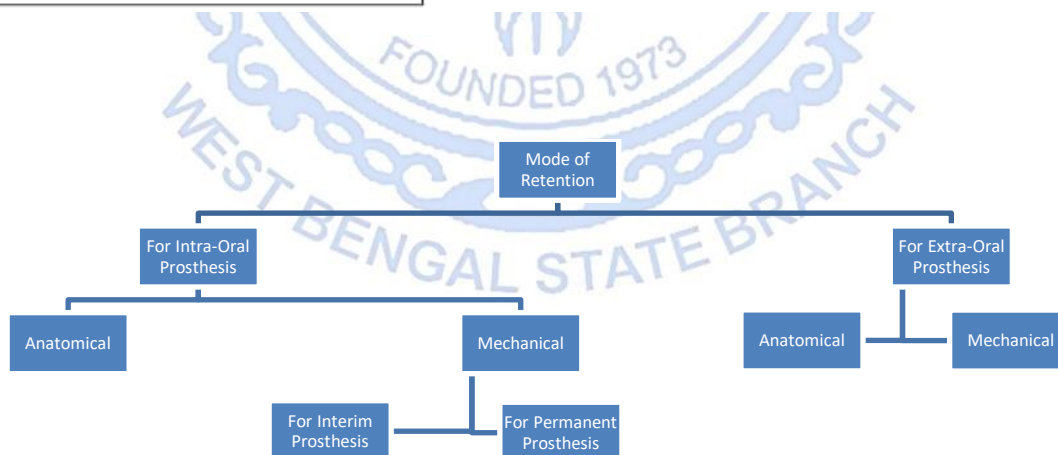 FOUNDED 1973
WEST BENGAL STATE BRANCH
Mode of
Retention
For Intra-Oral
Prosthesis
For Extra-Oral
Prosthesis
Anatomical
Mechanical
Anatomical
Mechanical
For Interim
Prosthesis
For Permanent
Prosthesis